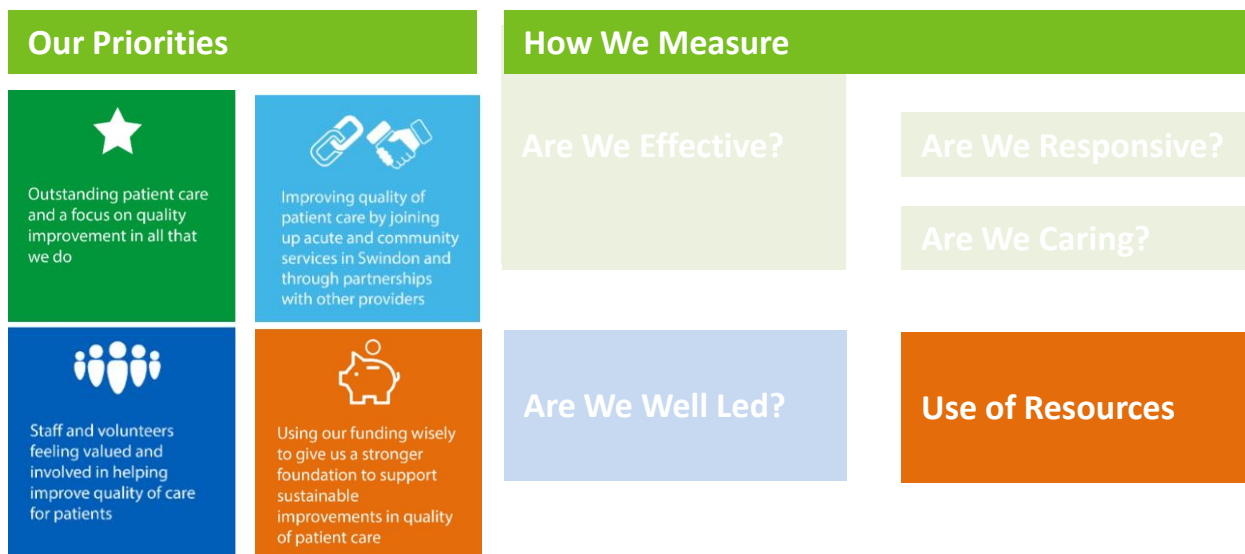 Our Priorities
How We Measure
Outstanding patient care
and a focus on quality
improvement in all that
we do
Improving quality of
patient care by joining
up acute and community
services in Swindon and
through partnerships
with other providers
Staff and volunteers
feeling valued and
involved in helping
improve quality of care
for patients
Using our funding wisely
to give us a stronger
foundation to support
sustainable
improvements in quality
of patient care
Are We Effective?
Are We Responsive?
Are We Caring?
Are We Well Led?
Use of Resources